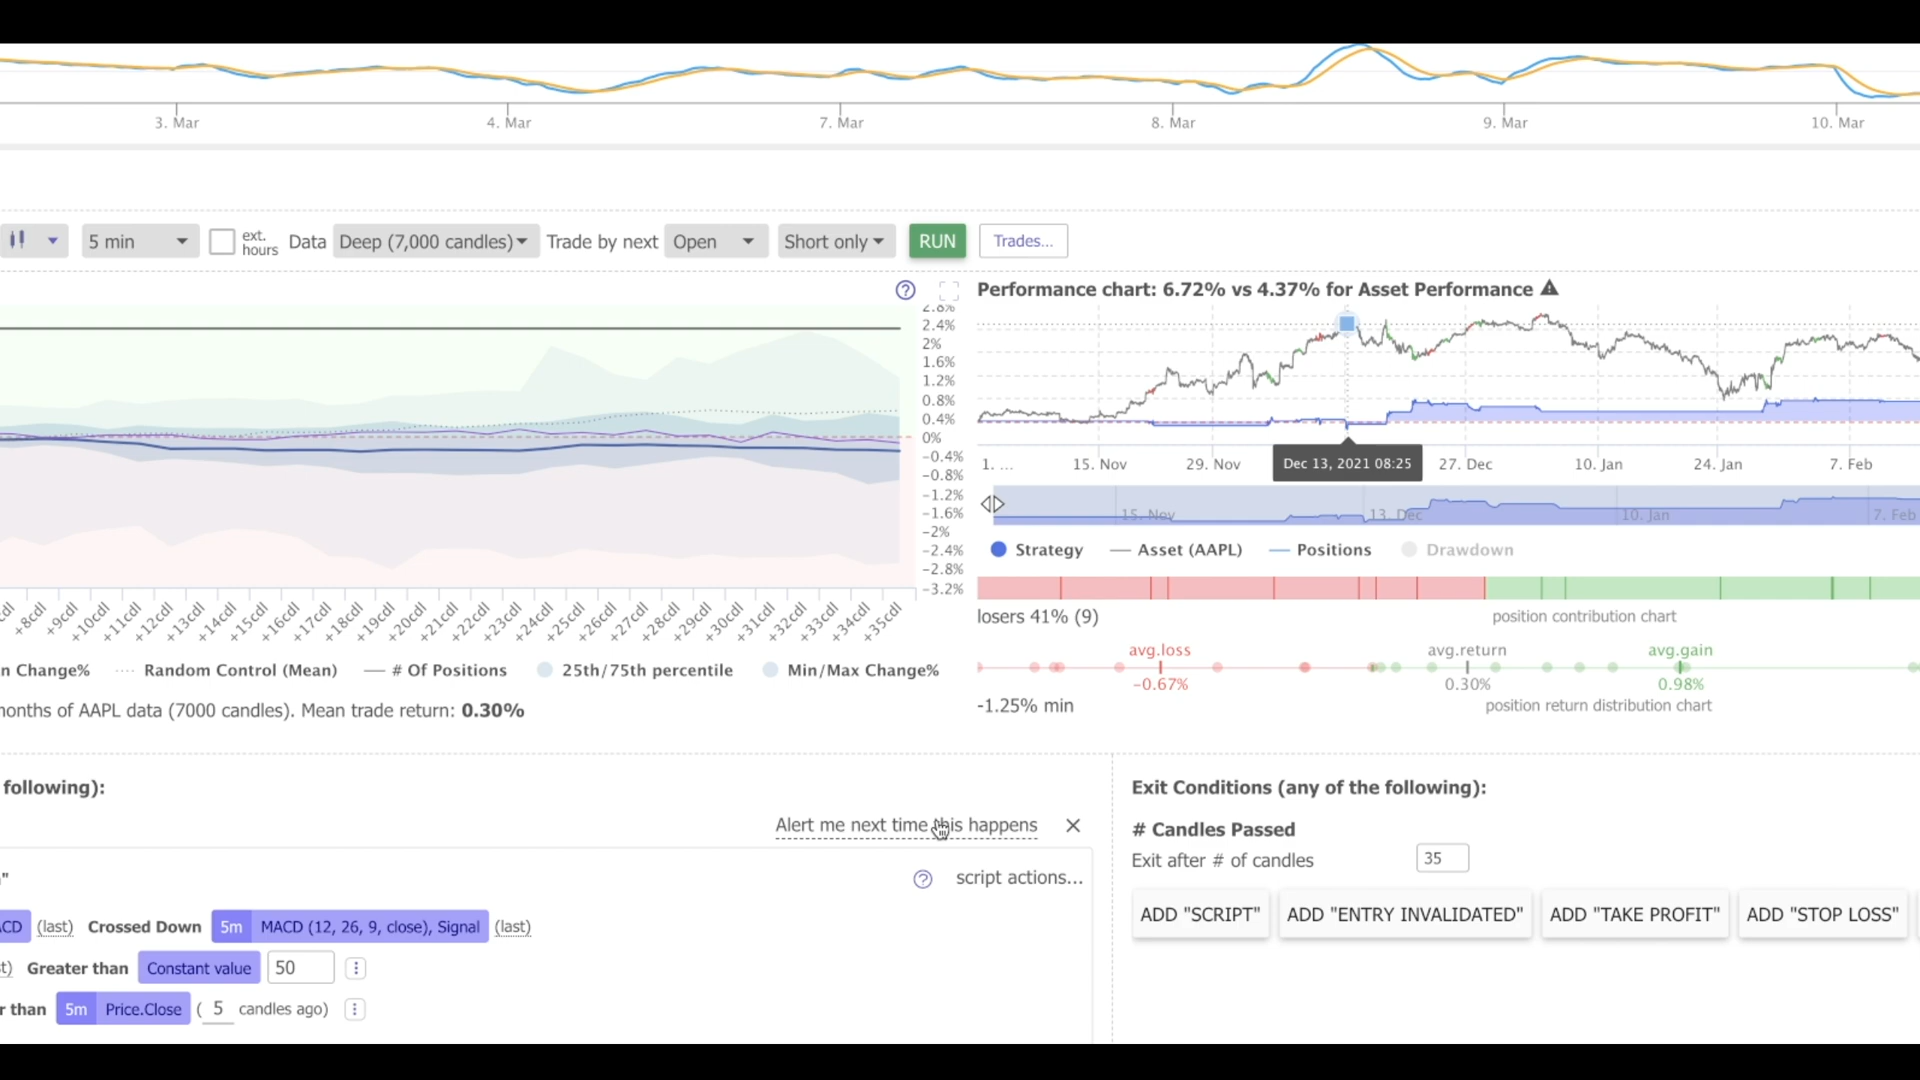 3. Mar 4. Mar 7. Mar 8. Mar 9. Mar 10. Mar
5 min ext. hours Data Deep (7,000 candles) Trade by next Open Short only RUN Trades...
Performance chart: 6.72% vs 4.37% for Asset Performance
2.8%
2.4%
2%
1.6%
1.2%
0.8%
0.4%
0%
-0.4%
-0.8%
-1.2%
-1.6%
-2%
-2.4%
-2.8%
-3.2%
1. ... 15. Nov 29. Nov Dec 13, 2021 08:25 27. Dec 10. Jan 24. Jan 7. Feb
15. Nov 13. Dec 10. Jan 7. Feb
Strategy Asset (AAPL) Positions Drawdown
cdl +8cdl +9cdl +10cdl +11cdl +12cdl +13cdl +14cdl +15cdl +16cdl +17cdl +18cdl +19cdl +20cdl +21cdl +22cdl +23cdl +24cdl +25cdl +26cdl +27cdl +28cdl +29cdl +30cdl +31cdl +32cdl +33cdl +34cdl +35cdl
losers 41% (9) position contribution chart
avg.loss avg.return avg.gain
-0.67% 0.30% 0.98%
-1.25% min position return distribution chart
n Change% Random Control (Mean) # Of Positions 25th/75th percentile Min/Max Change%
months of AAPL data (7000 candles). Mean trade return: 0.30%
following):
Alert me next time this happens
"
script actions...
CD (last) Crossed Down 5m MACD (12, 26, 9, close), Signal (last)
t) Greater than Constant value 50
r than 5m Price.Close ( 5 candles ago)
Exit Conditions (any of the following):
# Candles Passed
Exit after # of candles 35
ADD "SCRIPT" ADD "ENTRY INVALIDATED" ADD "TAKE PROFIT" ADD "STOP LOSS"